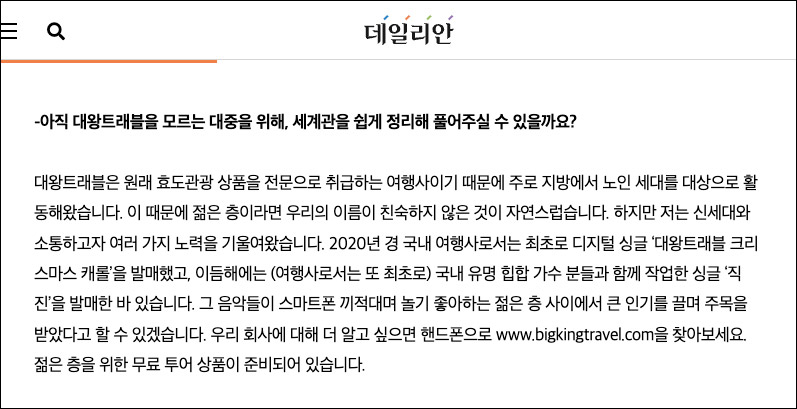 데일리안
-아직 대왕트래블을 모르는 대중을 위해, 세계관을 쉽게 정리해 풀어주실 수 있을까요?
대왕트래블은 원래 효도관광 상품을 전문으로 취급하는 여행사이기 때문에 주로 지방에서 노인 세대를 대상으로 활
동해왔습니다. 이 때문에 젊은 층이라면 우리의 이름이 친숙하지 않은 것이 자연스럽습니다. 하지만 저는 신세대와
소통하고자 여러 가지 노력을 기울여왔습니다. 2020년 경 국내 여행사로서는 최초로 디지털 싱글 ‘대왕트래블 크리
스마스 캐롤’을 발매했고, 이듬해에는 (여행사로서는 또 최초로) 국내 유명 힙합 가수 분들과 함께 작업한 싱글 ‘직
진’을 발매한 바 있습니다. 그 음악들이 스마트폰 끼적대며 놀기 좋아하는 젊은 층 사이에서 큰 인기를 끌며 주목을
받았다고 할 수 있겠습니다. 우리 회사에 대해 더 알고 싶으면 핸드폰으로 www.bigkingtravel.com을 찾아보세요.
젊은 층을 위한 무료 투어 상품이 준비되어 있습니다.